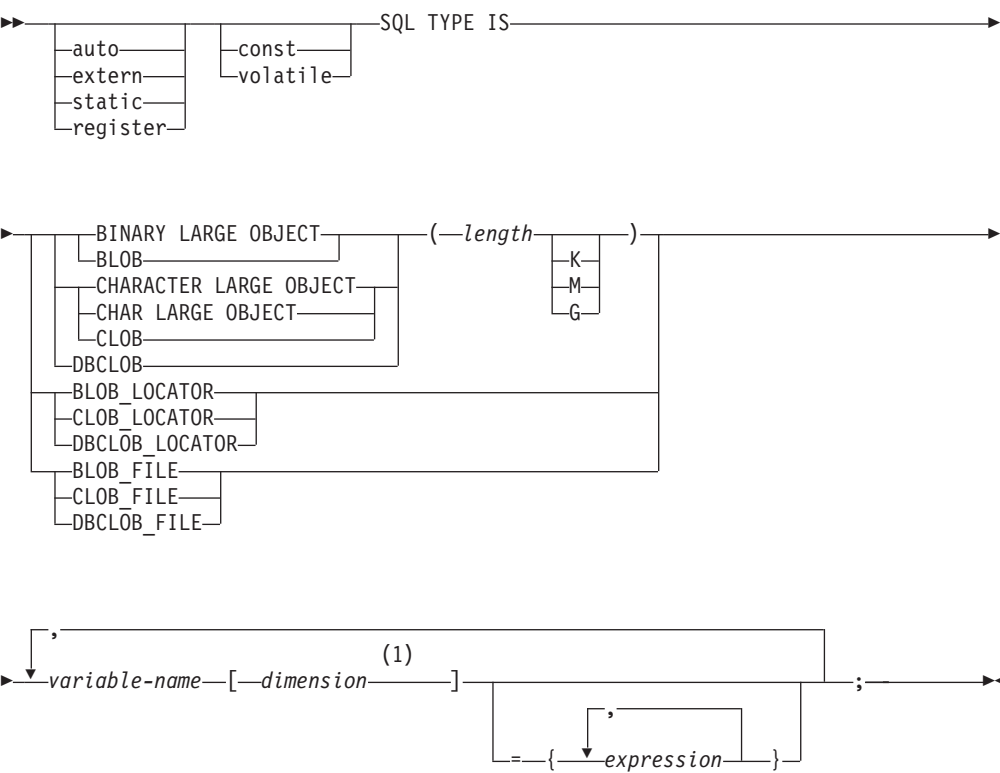 SQL TYPE IS
auto const
extern volatile
static
register
BINARY LARGE OBJECT ( length )
BLOB K
CHARACTER LARGE OBJECT M
CHAR LARGE OBJECT G
CLOB
DBCLOB
BLOB_LOCATOR
CLOB_LOCATOR
DBCLOB_LOCATOR
BLOB_FILE
CLOB_FILE
DBCLOB_FILE
,
(1)
variable-name [ dimension ] ;
,
= { expression }